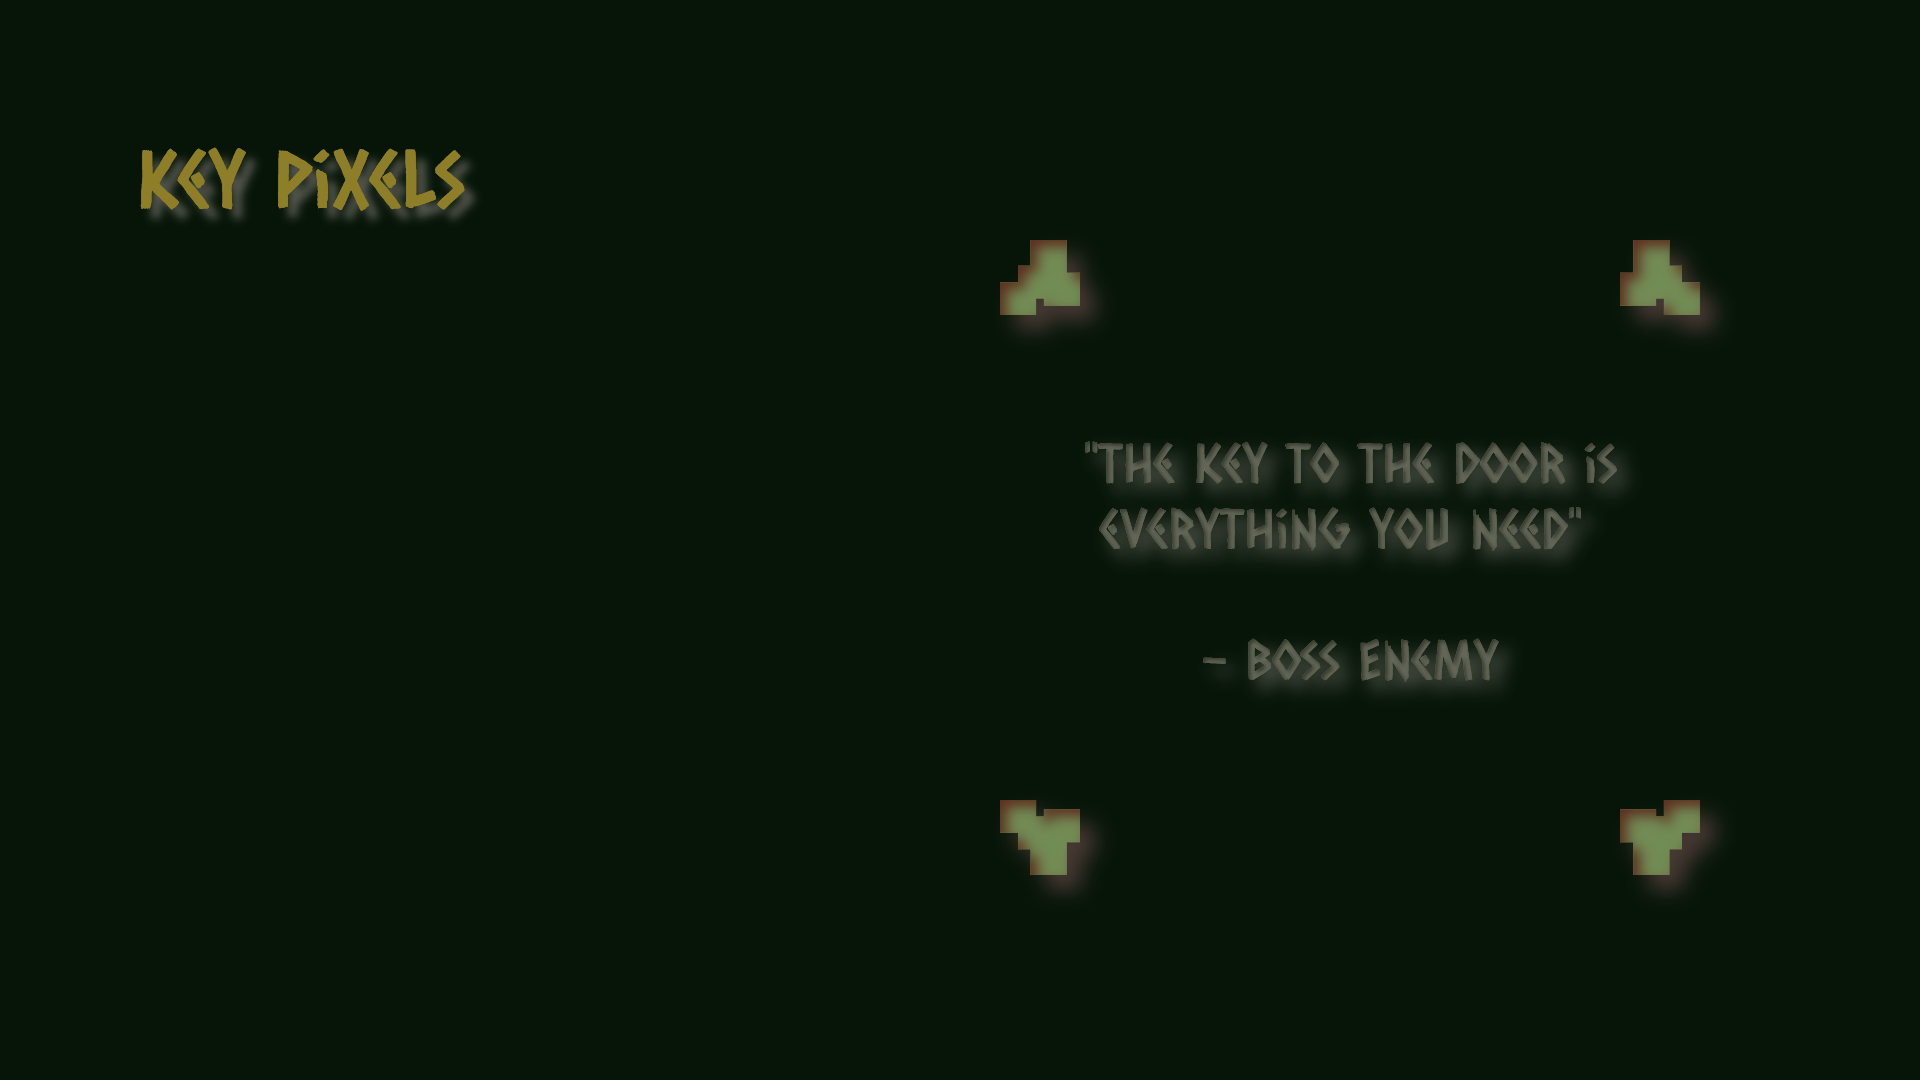 KEY PiXELS
"THE KEY TO THE DOOR iS
EVERYTHiNG YOU NEED"
- BOSS ENEMY